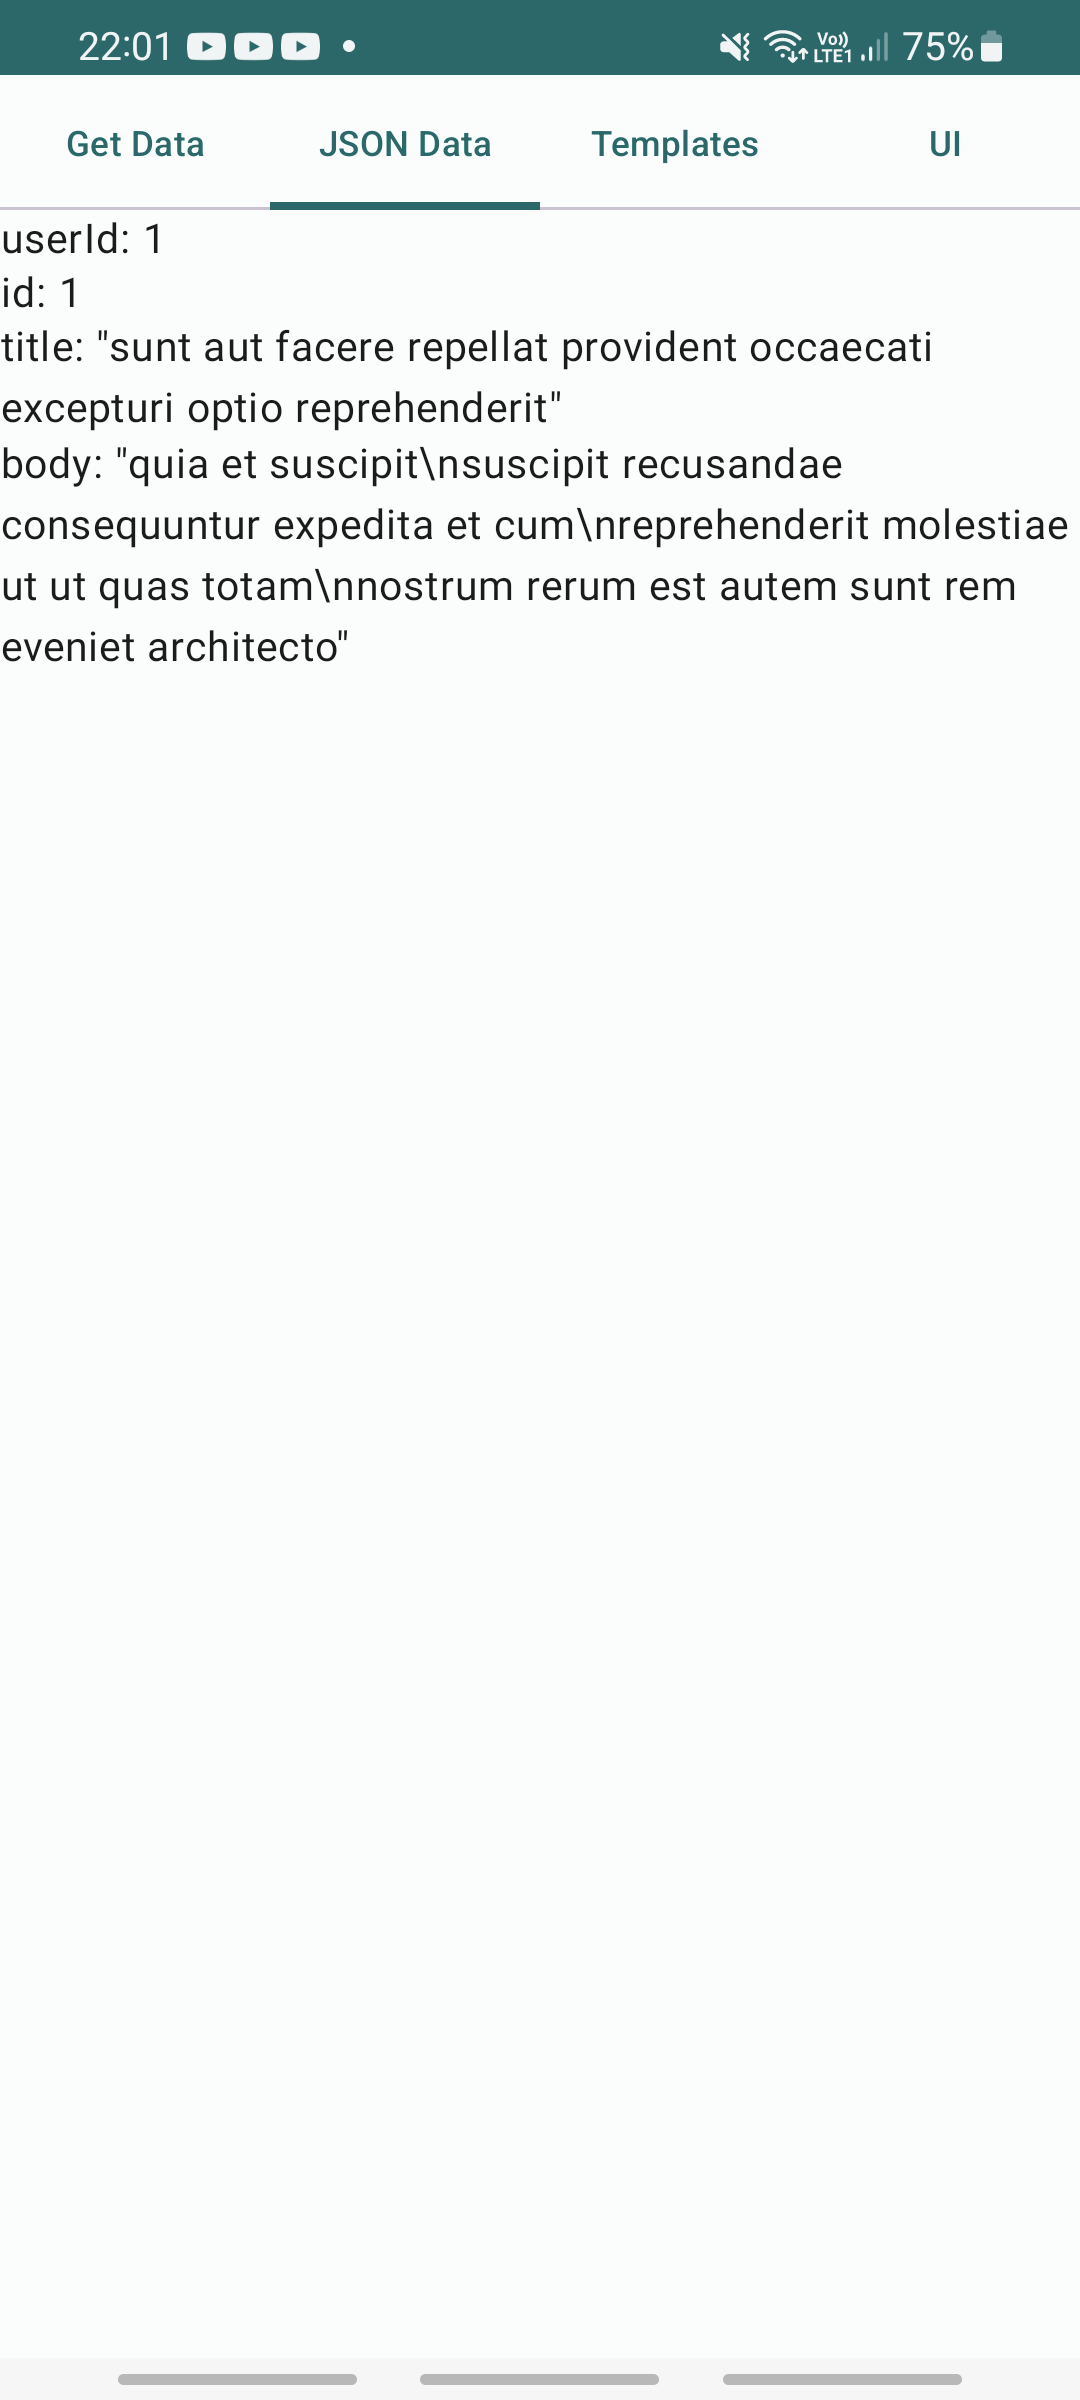 22:01
Vo)) LTE1 75%
Get Data JSON Data Templates UI
userId: 1
id: 1
title: "sunt aut facere repellat provident occaecati
excepturi optio reprehenderit"
body: "quia et suscipit\nsuscipit recusandae
consequuntur expedita et cum\nreprehenderit molestiae
ut ut quas totam\nnostrum rerum est autem sunt rem
eveniet architecto"